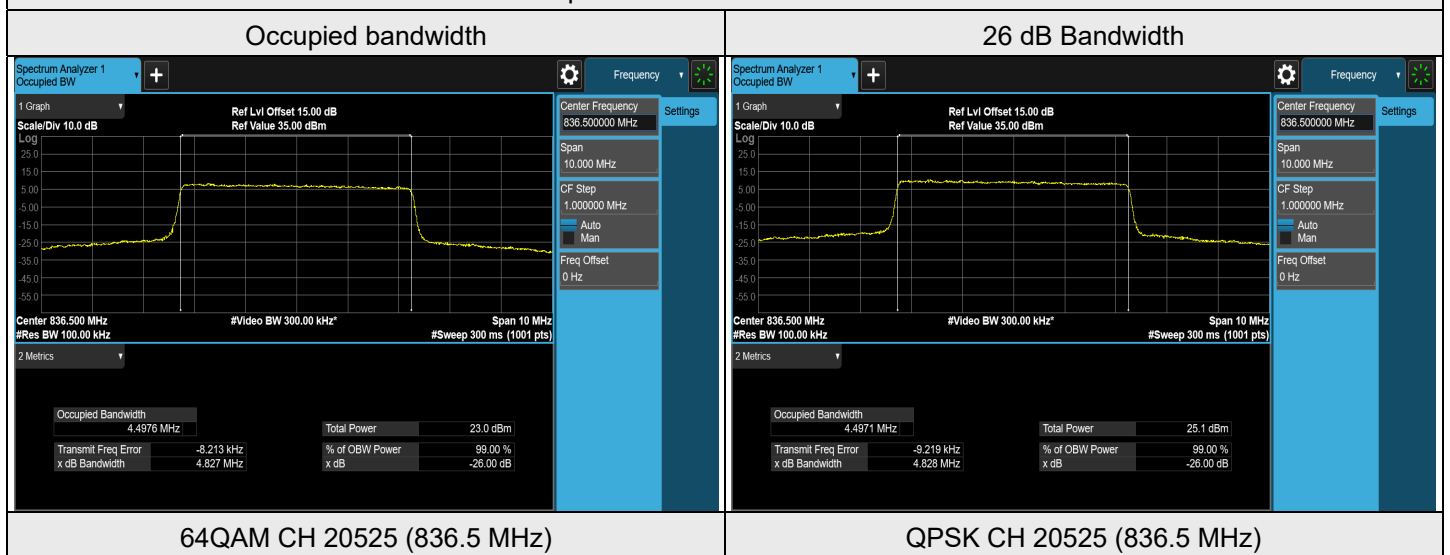 Occupied bandwidth
26 dB Bandwidth
Spectrum Analyzer 1
Occupied BW
+
Frequency
1 Graph
Scale/Div 10.0 dB
Ref Lvl Offset 15.00 dB
Ref Value 35.00 dBm
Log
25.0
15.0
5.00
-5.00
-15.0
-25.0
-35.0
-45.0
-55.0
Center 836.500 MHz
#Res BW 100.00 kHz
#Video BW 300.00 kHz*
Span 10 MHz
#Sweep 300 ms (1001 pts)
Center Frequency
836.500000 MHz
Settings
Span
10.000 MHz
CF Step
1.000000 MHz
Auto
Man
Freq Offset
0 Hz
2 Metrics
Occupied Bandwidth
4.4976 MHz
Total Power 23.0 dBm
Transmit Freq Error -8.213 kHz
% of OBW Power 99.00 %
x dB Bandwidth 4.827 MHz
x dB -26.00 dB
Spectrum Analyzer 1
Occupied BW
+
Frequency
1 Graph
Scale/Div 10.0 dB
Ref Lvl Offset 15.00 dB
Ref Value 35.00 dBm
Log
25.0
15.0
5.00
-5.00
-15.0
-25.0
-35.0
-45.0
-55.0
Center 836.500 MHz
#Res BW 100.00 kHz
#Video BW 300.00 kHz*
Span 10 MHz
#Sweep 300 ms (1001 pts)
Center Frequency
836.500000 MHz
Settings
Span
10.000 MHz
CF Step
1.000000 MHz
Auto
Man
Freq Offset
0 Hz
2 Metrics
Occupied Bandwidth
4.4971 MHz
Total Power 25.1 dBm
Transmit Freq Error -9.219 kHz
% of OBW Power 99.00 %
x dB Bandwidth 4.828 MHz
x dB -26.00 dB
64QAM CH 20525 (836.5 MHz)
QPSK CH 20525 (836.5 MHz)